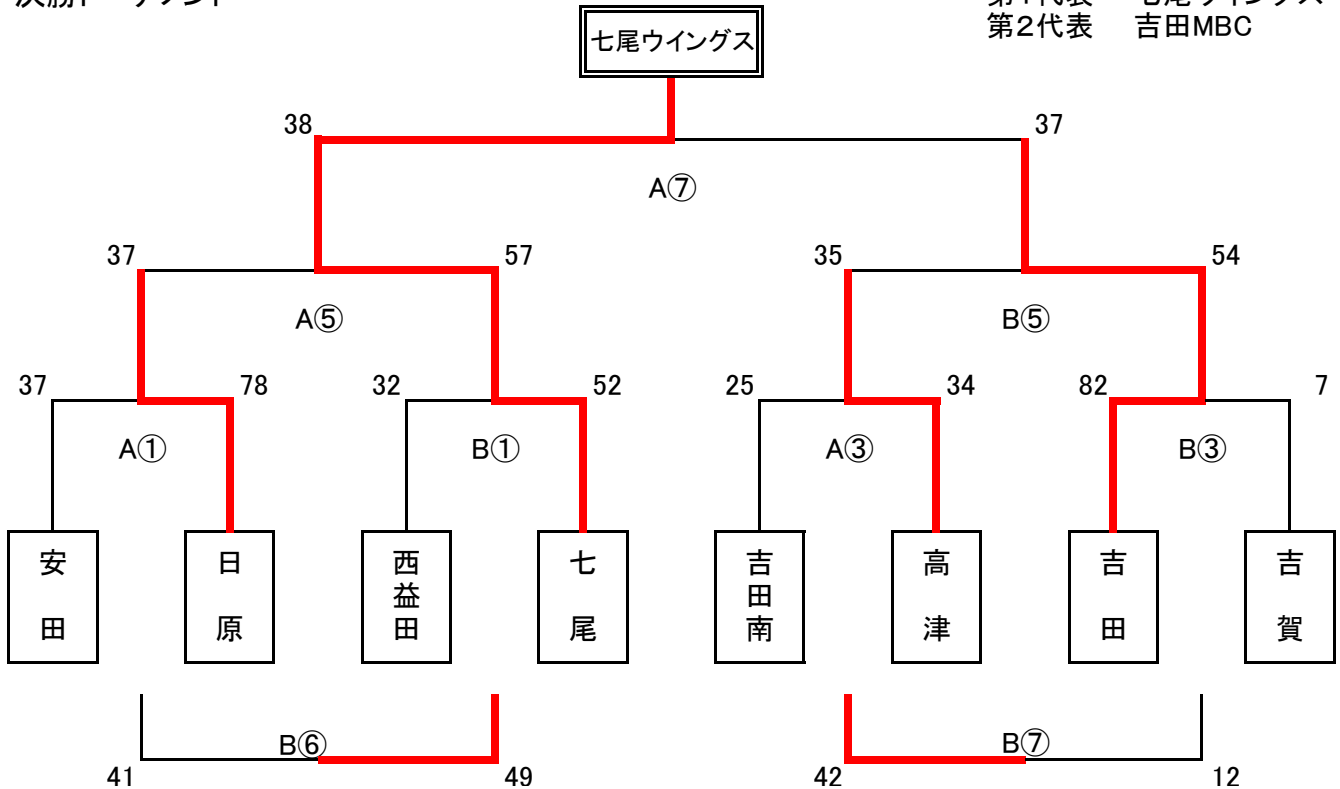 第2代表 吉田MBC
七尾ウイングス
38 37
A⑦
37 57 35 54
A⑤ B⑤
37 78 32 52 25 34 82 7
A① B① A③ B③
安田 日原 西益田 七尾 吉田南 高津 吉田 吉賀
B⑥ B⑦
41 49 42 12